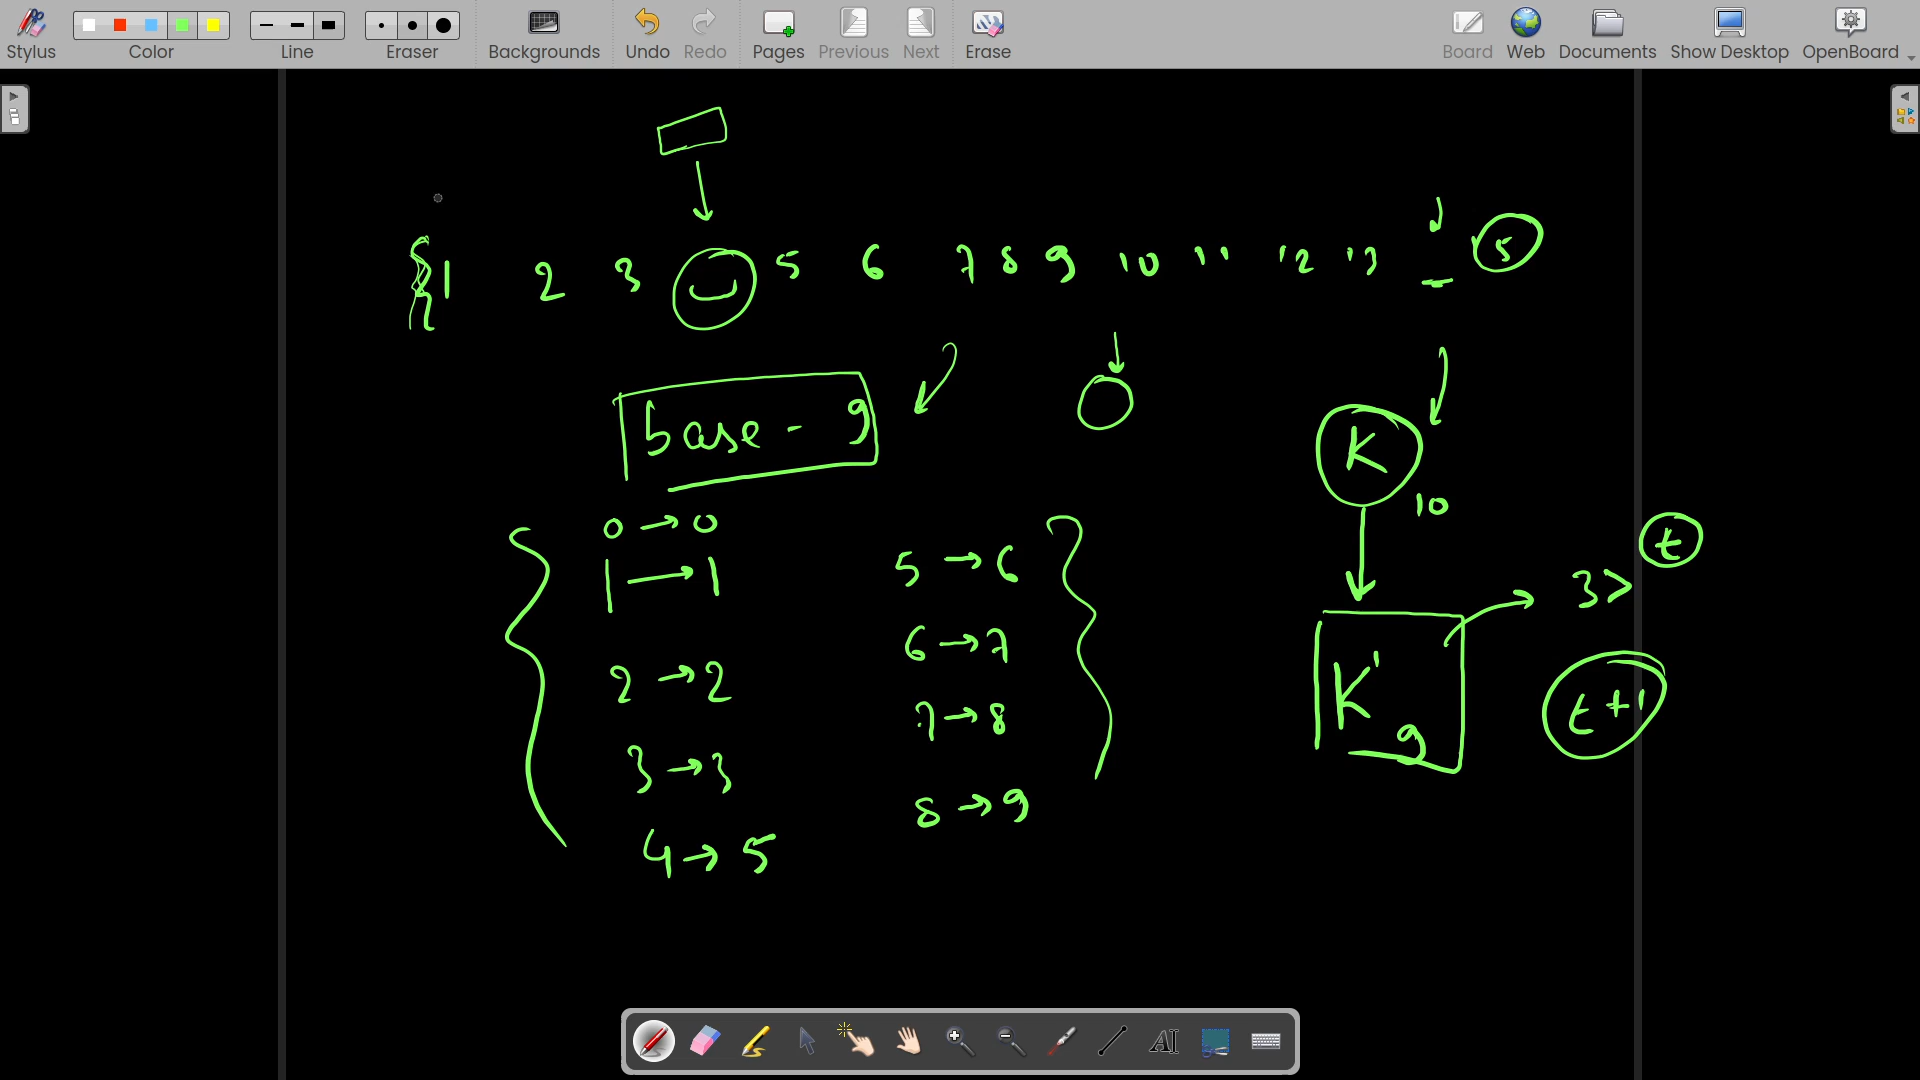 Stylus Color Line Eraser Backgrounds Undo Redo Pages Previous Next Erase Board Web Documents Show Desktop OpenBoard
1 2 3 5 6 7 8 9 10 11 12 13 _ 15
base - 9
K
10
0 → 0
1 → 1
2 → 2
3 → 3
4 → 5
5 → 6
6 → 7
7 → 8
8 → 9
K'
9
3 >
t
t+1
AI